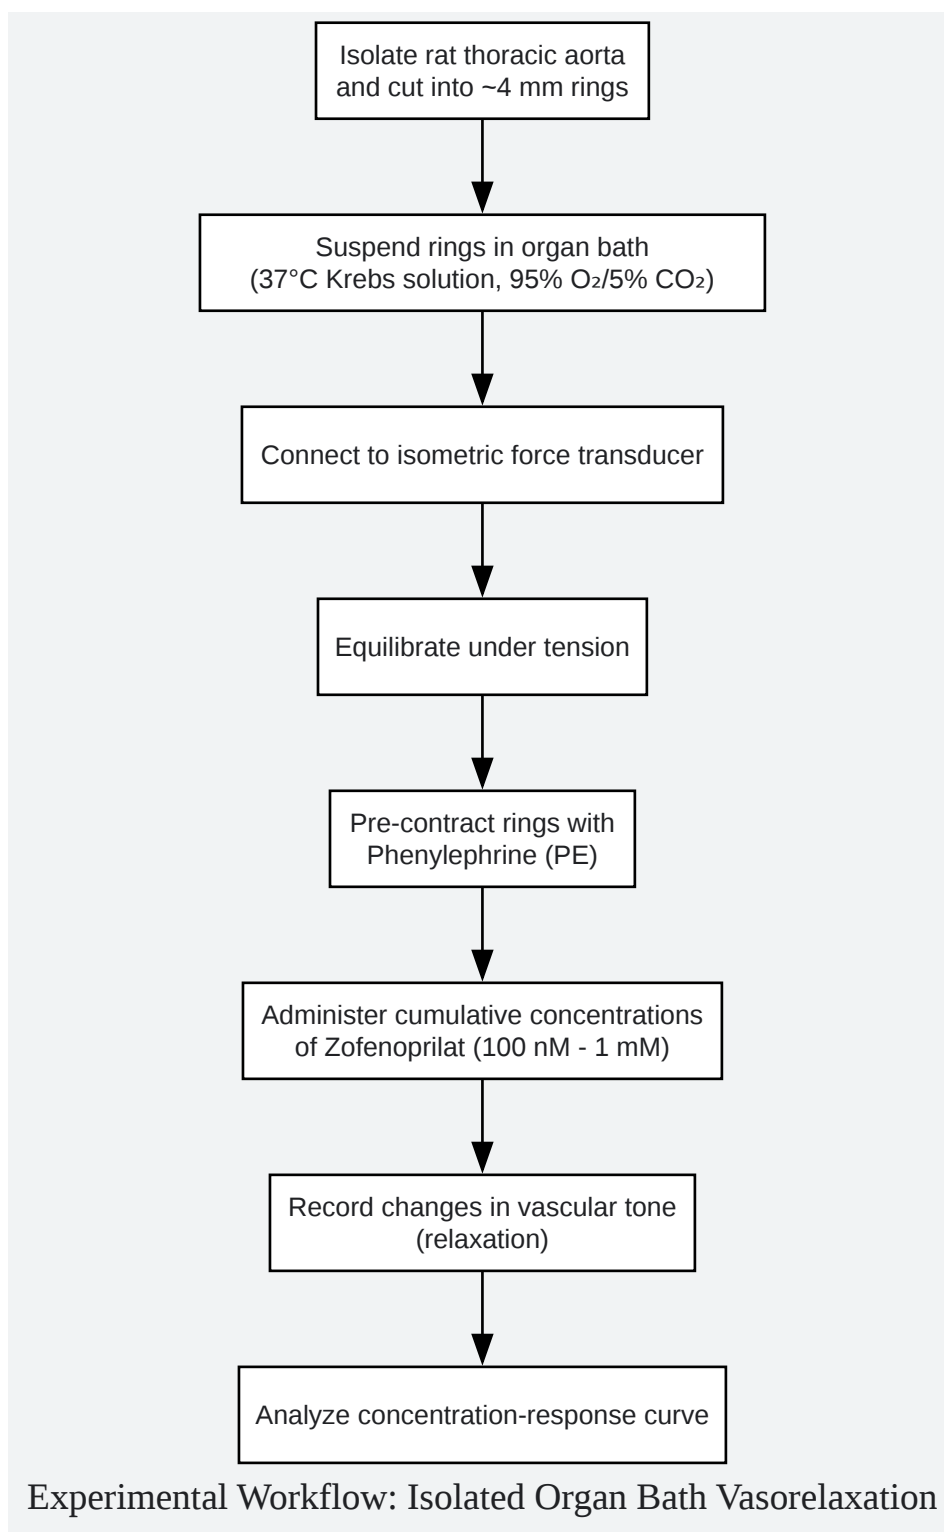 Isolate rat thoracic aorta
and cut into ~4 mm rings
Suspend rings in organ bath
(37°C Krebs solution, 95% O₂/5% CO₂)
Connect to isometric force transducer
Equilibrate under tension
Pre-contract rings with
Phenylephrine (PE)
Administer cumulative concentrations
of Zofenoprilat (100 nM - 1 mM)
Record changes in vascular tone
(relaxation)
Analyze concentration-response curve
Experimental Workflow: Isolated Organ Bath Vasorelaxation